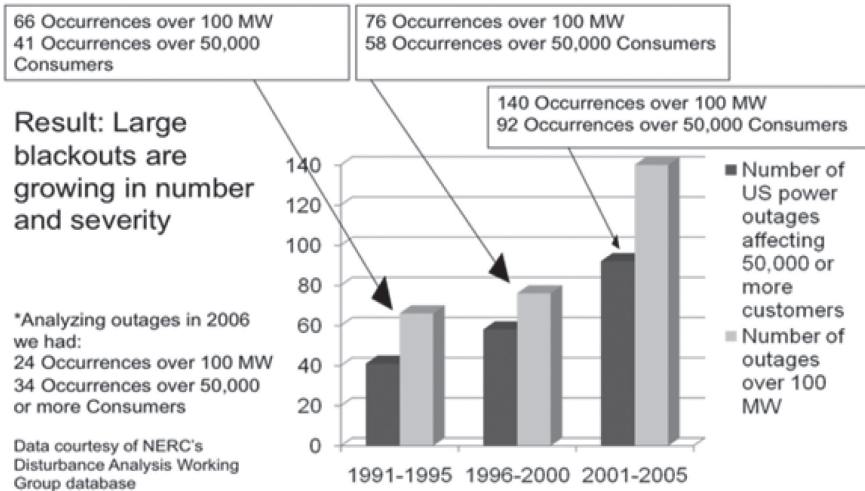 66 Occurrences over 100 MW
41 Occurrences over 50,000
Consumers
76 Occurrences over 100 MW
58 Occurrences over 50,000 Consumers
140 Occurrences over 100 MW
92 Occurrences over 50,000 Consumers
Result: Large
blackouts are
growing in number
and severity
*Analyzing outages in 2006
we had:
24 Occurrences over 100 MW
34 Occurrences over 50,000
or more Consumers
Data courtesy of NERC's
Disturbance Analysis Working
Group database
140
120
100
80
60
40
20
0
1991-1995 1996-2000 2001-2005
Number of
US power
outages
affecting
50,000 or
more
customers
Number of
outages
over 100
MW